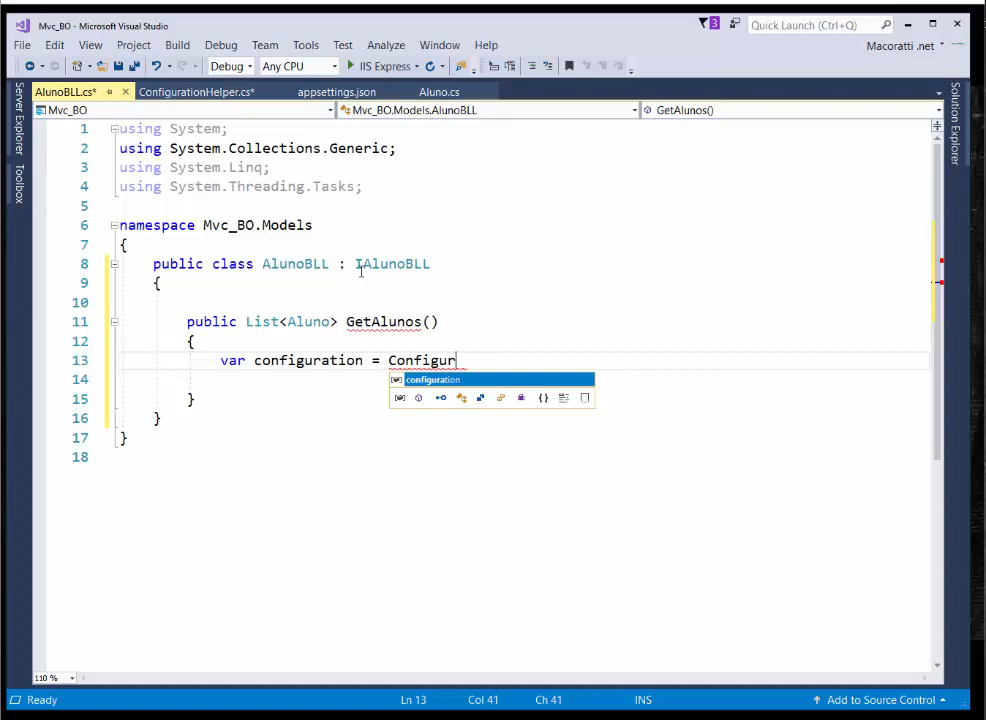 Mvc_BO - Microsoft Visual Studio
3
Quick Launch (Ctrl+Q)
File Edit View Project Build Debug Team Tools Test Analyze Window Help
Macoratti .net
Debug Any CPU IIS Express
AlunoBLL.cs* ConfigurationHelper.cs* appsettings.json Aluno.cs
Mvc_BO Mvc_BO.Models.AlunoBLL GetAlunos()
Server Explorer
Toolbox
Solution Explorer
1 using System;
2 using System.Collections.Generic;
3 using System.Linq;
4 using System.Threading.Tasks;
5
6 namespace Mvc_BO.Models
7 {
8 public class AlunoBLL : IAlunoBLL
9 {
10
11 public List<Aluno> GetAlunos()
12 {
13 var configuration = Configur
configuration
14
15 }
16 }
17 }
18
110 %
Ready Ln 13 Col 41 Ch 41 INS Add to Source Control